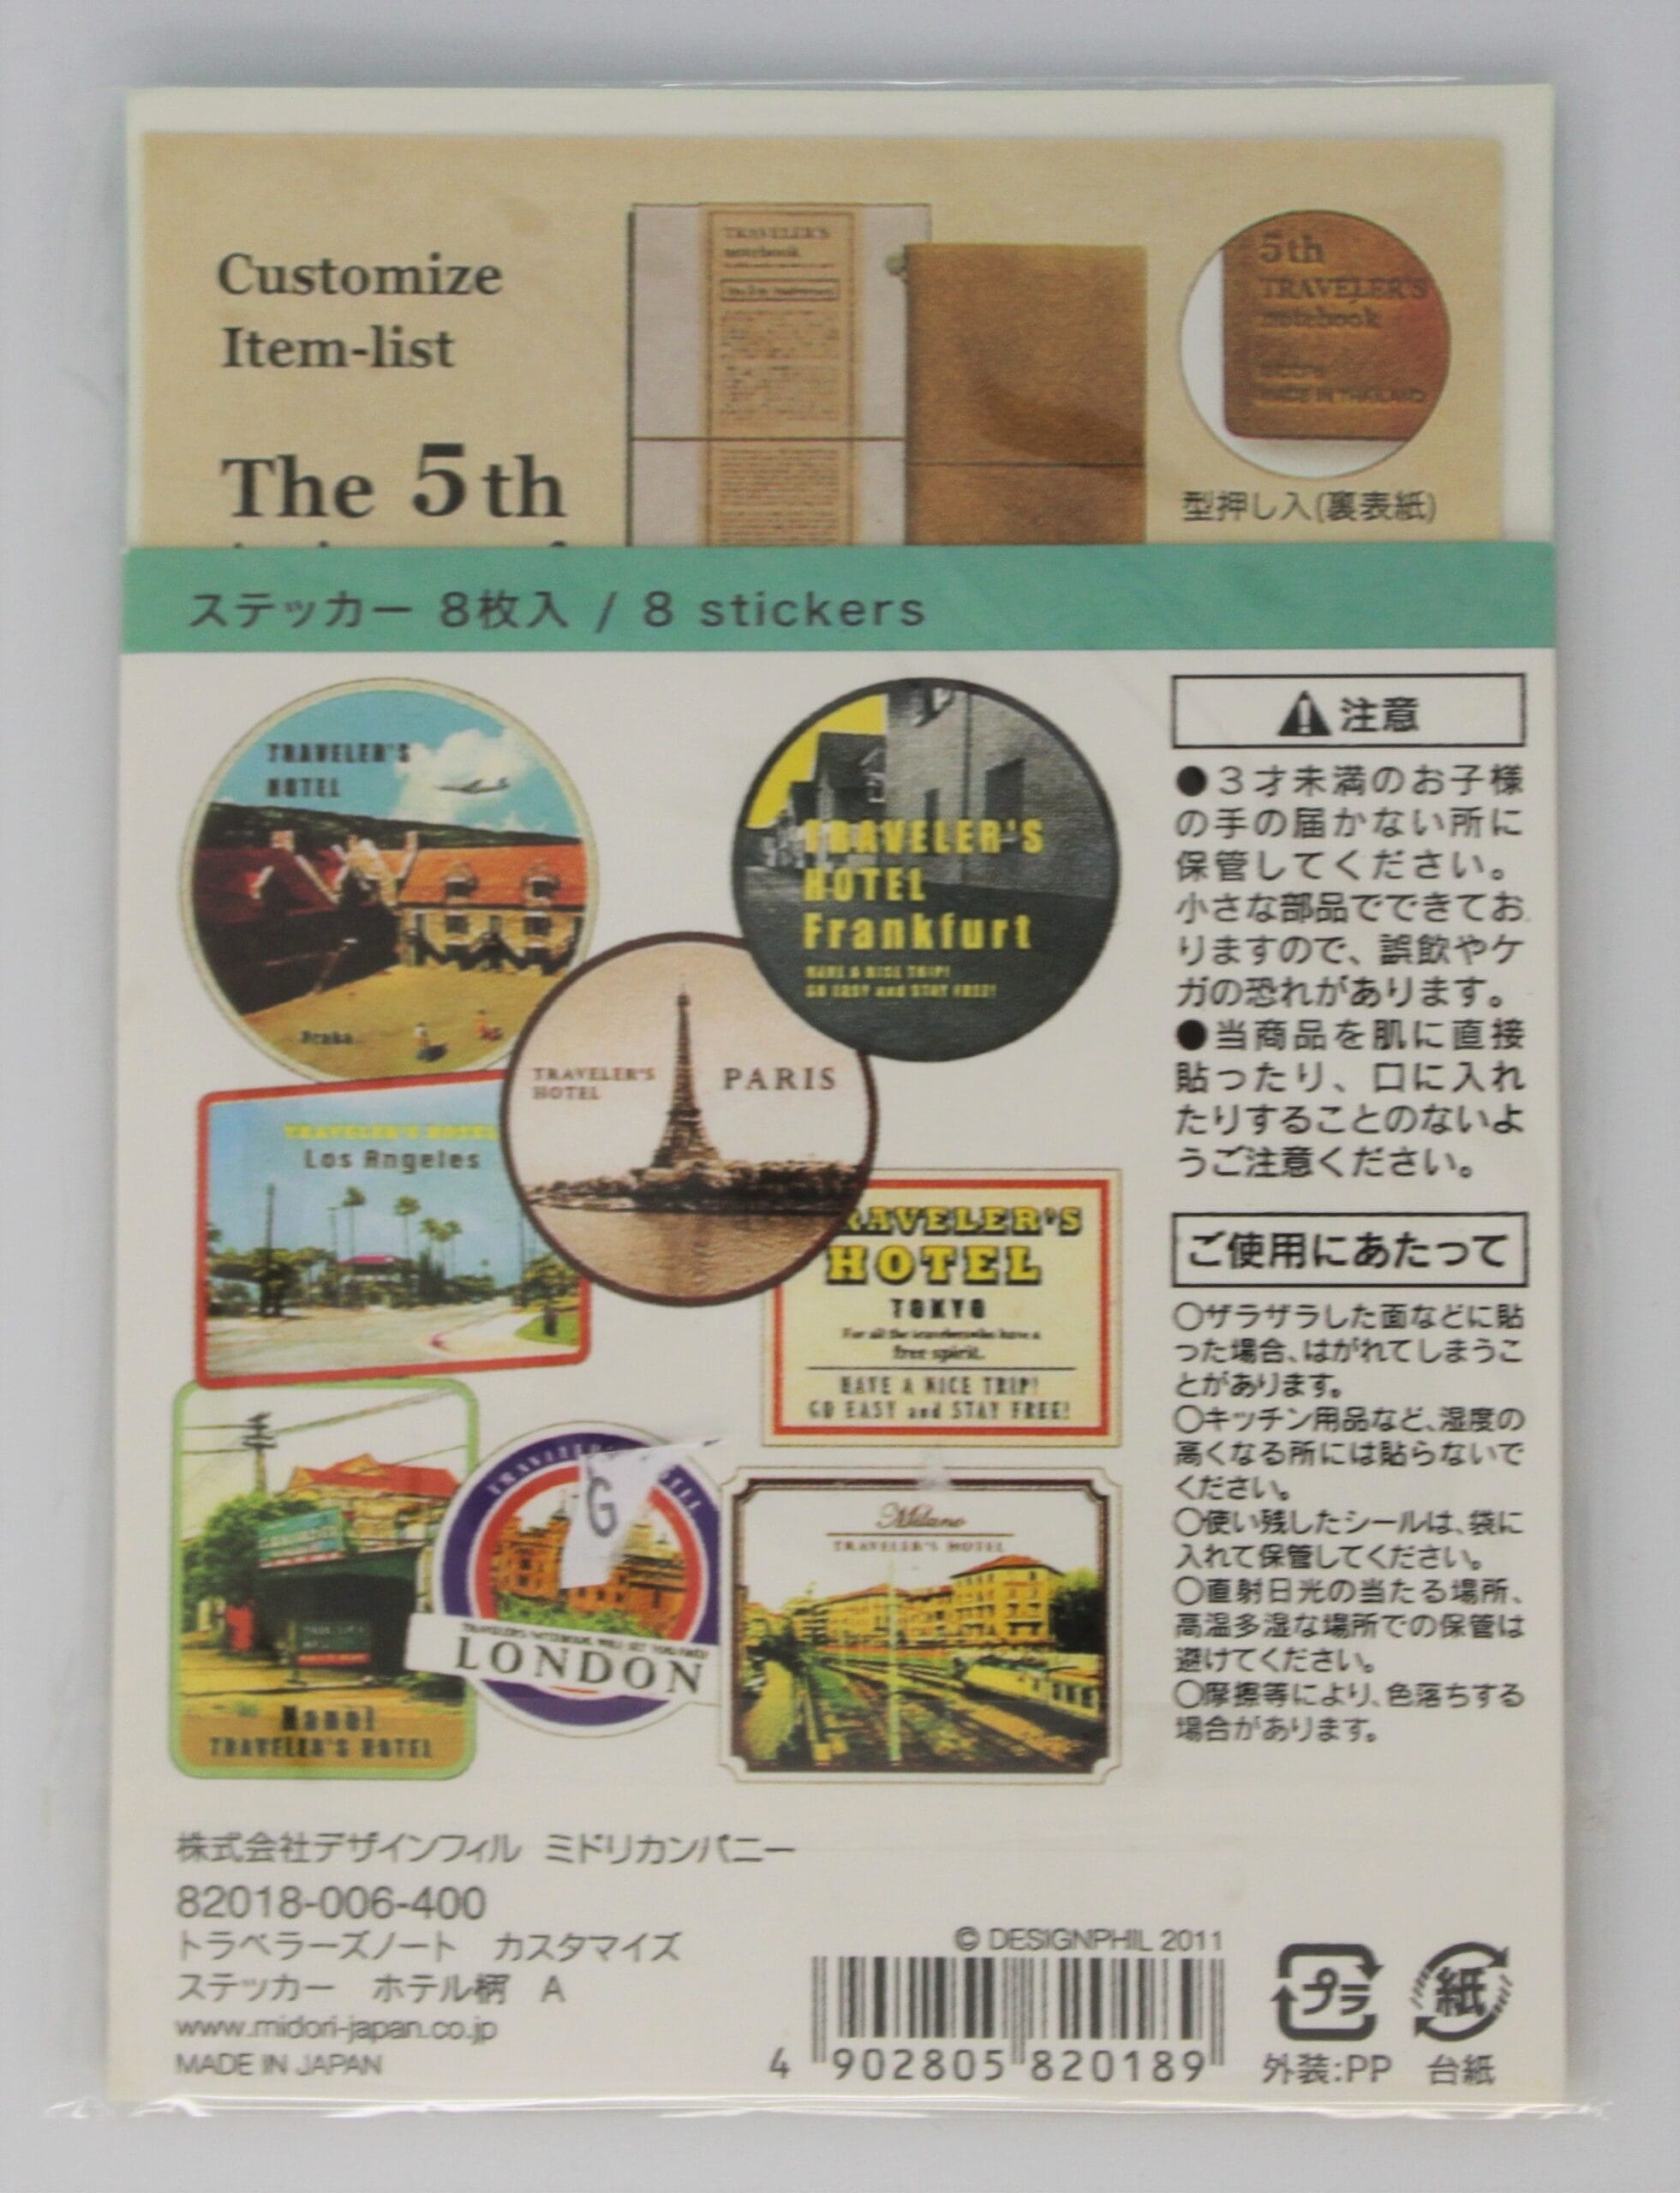 Customize
Item-list
The 5th
TRAVELER'S
notebook
5th
TRAVELER'S
notebook
MADE IN THAILAND
型押し入(裏表紙)
ステッカー 8枚入 / 8 stickers
TRAVELER'S
HOTEL
TRAVELER'S
HOTEL
Frankfurt
HAVE A NICE TRIP!
GO EASY and STAY FREE!
TRAVELER'S
HOTEL
PARIS
TRAVELER'S HOTEL
Los Angeles
TRAVELER'S
HOTEL
TOKYO
For all the travelers who have a
free spirit.
HAVE A NICE TRIP!
GO EASY and STAY FREE!
TRAVELER'S HOTEL
G
LONDON
Milano
TRAVELER'S HOTEL
TRAVELER'S HOTEL
注意
●3才未満のお子様
の手の届かない所に
保管してください。
小さな部品でできてお
りますので、誤飲やケ
ガの恐れがあります。
●当商品を肌に直接
貼ったり、口に入れ
たりすることのないよ
うご注意ください。
ご使用にあたって
○ザラザラした面などに貼
った場合、はがれてしまうこ
とがあります。
○キッチン用品など、湿度の
高くなる所には貼らないで
ください。
○使い残したシールは、袋に
入れて保管してください。
○直射日光の当たる場所、
高温多湿な場所での保管は
避けてください。
○摩擦等により、色落ちする
場合があります。
株式会社デザインフィル ミドリカンパニー
82018-006-400
トラベラーズノート カスタマイズ
ステッカー ホテル柄 A
www.midori-japan.co.jp
MADE IN JAPAN
© DESIGNPHIL 2011
4 902805 820189
プラ
外装:PP
紙
台紙